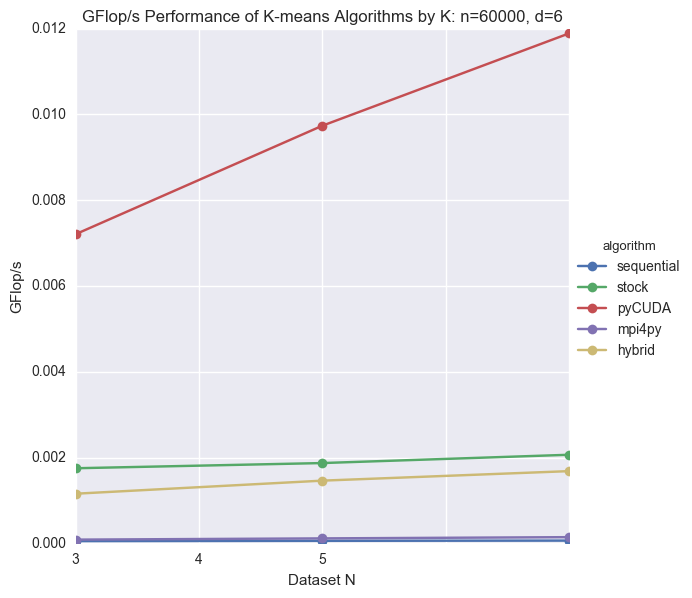 GFlop/s Performance of K-means Algorithms by K: n=60000, d=6
0.012
0.010
0.008
0.006
0.004
0.002
0.000
GFlop/s
3
4
5
Dataset N
algorithm
sequential
stock
pyCUDA
mpi4py
hybrid